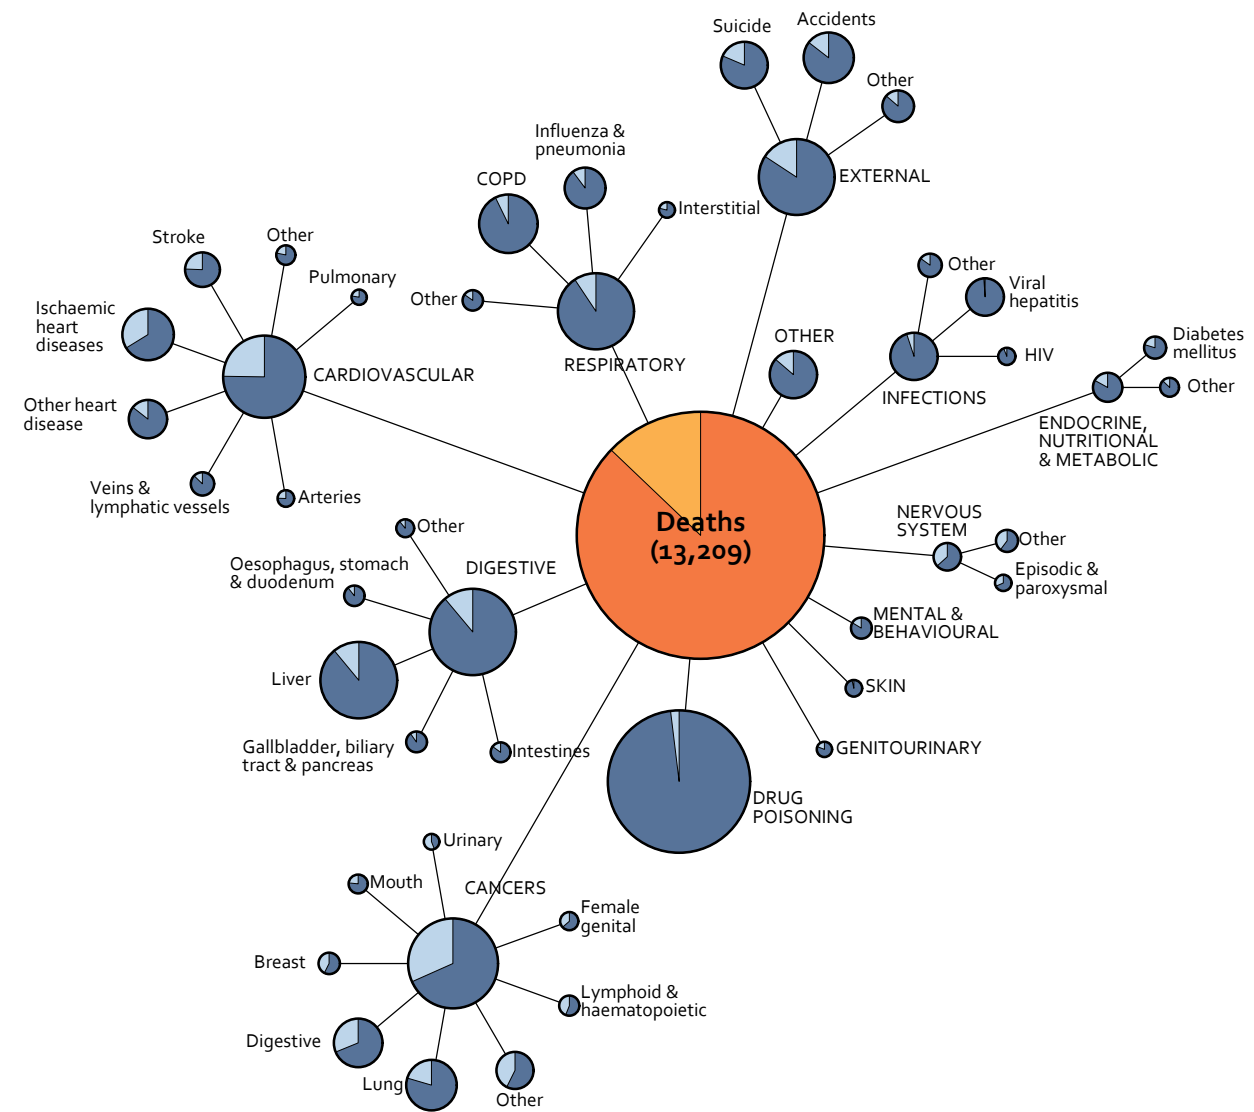 Suicide
Accidents
Other
EXTERNAL
Influenza &
pneumonia
COPD
Interstitial
Other
RESPIRATORY
Stroke
Other
Pulmonary
Ischaemic
heart
diseases
CARDIOVASCULAR
Other heart
disease
Veins &
lymphatic vessels
Arteries
Other
Viral
hepatitis
HIV
INFECTIONS
OTHER
Diabetes
mellitus
Other
ENDOCRINE,
NUTRITIONAL
& METABOLIC
Deaths
(13,209)
NERVOUS
SYSTEM
Other
Episodic &
paroxysmal
MENTAL &
BEHAVIOURAL
SKIN
GENITOURINARY
DRUG
POISONING
Other
DIGESTIVE
Oesophagus, stomach
& duodenum
Liver
Gallbladder, biliary
tract & pancreas
Intestines
Urinary
Mouth
CANCERS
Female
genital
Breast
Lymphoid &
haematopoietic
Digestive
Lung
Other